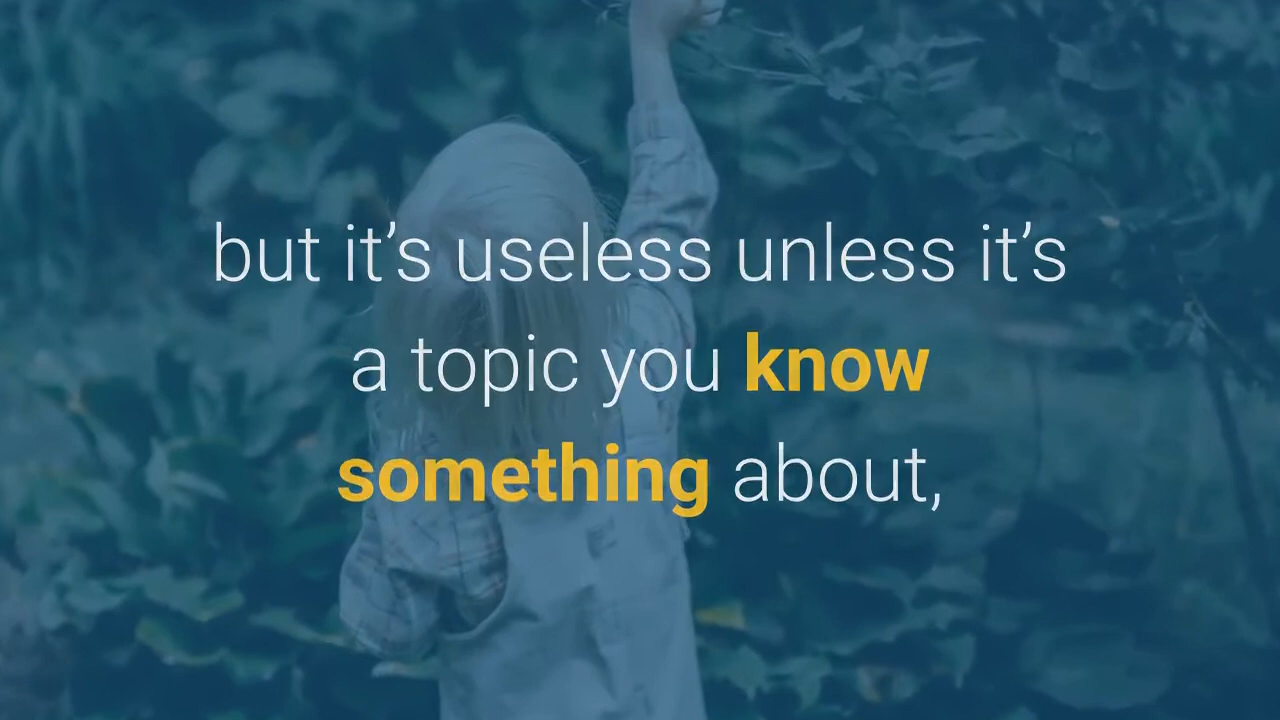 but it’s useless unless it’s
a topic you know
something about,